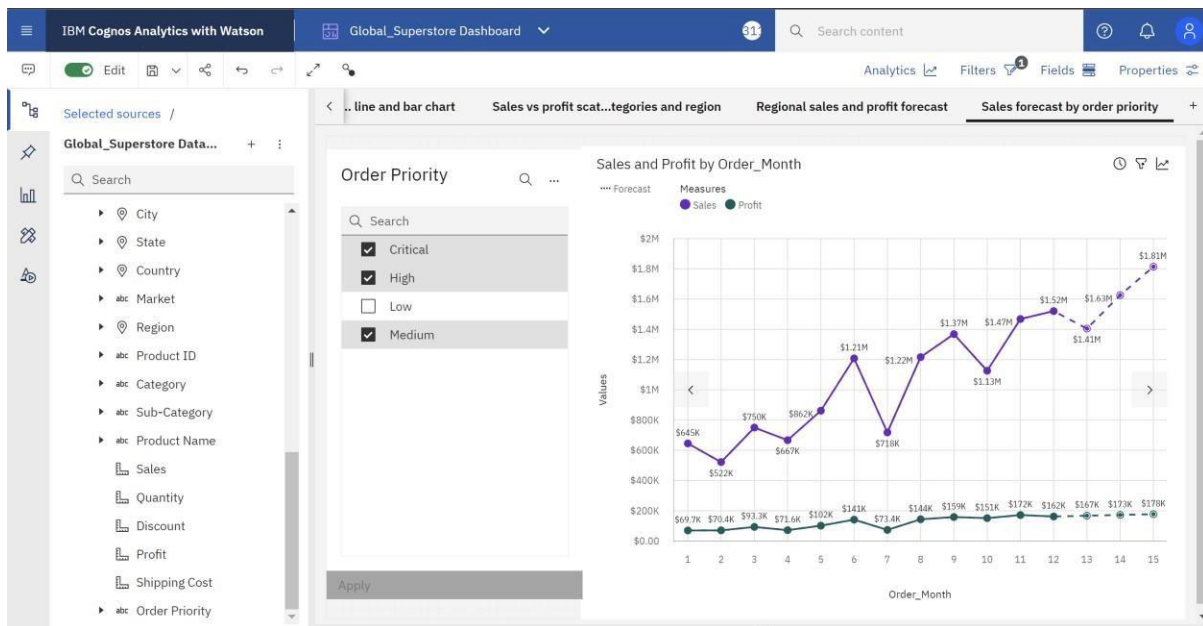 IBM Cognos Analytics with Watson
Global_Superstore Dashboard
Search content
Edit
Analytics
Filters
1
Fields
Properties
Selected sources /
Global_Superstore Data...
Search
City
State
Country
abc Market
Region
abc Product ID
abc Category
abc Sub-Category
abc Product Name
Sales
Quantity
Discount
Profit
Shipping Cost
abc Order Priority
... line and bar chart
Sales vs profit scat...tegories and region
Regional sales and profit forecast
Sales forecast by order priority
+
Order Priority
...
Search
Critical
High
Low
Medium
Apply
Sales and Profit by Order_Month
Forecast
Measures
Sales Profit
Values
$2M
$1.8M
$1.6M
$1.4M
$1.2M
$1M
$800K
$600K
$400K
$200K
$0.00
$645K
$522K
$750K
$667K
$862K
$1.21M
$718K
$1.22M
$1.37M
$1.13M
$1.47M
$1.52M
$1.41M
$1.63M
$1.81M
$69.7K $70.4K $93.3K $71.6K $102K $141K $73.4K $144K $159K $151K $172K $162K $167K $173K $178K
1 2 3 4 5 6 7 8 9 10 11 12 13 14 15
Order_Month